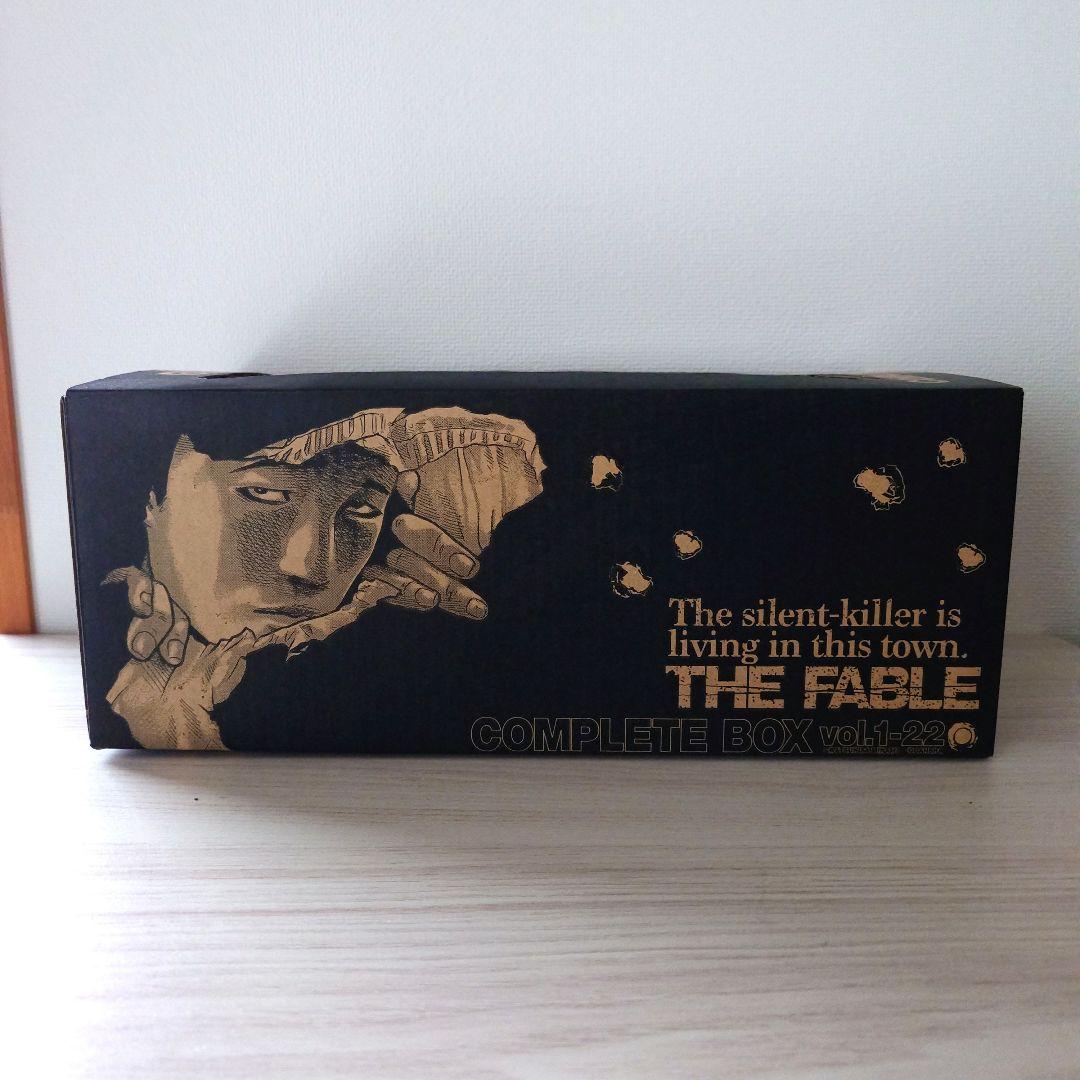 The silent-killer is
living in this town.
THE FABLE
COMPLETE BOX vol.1-22